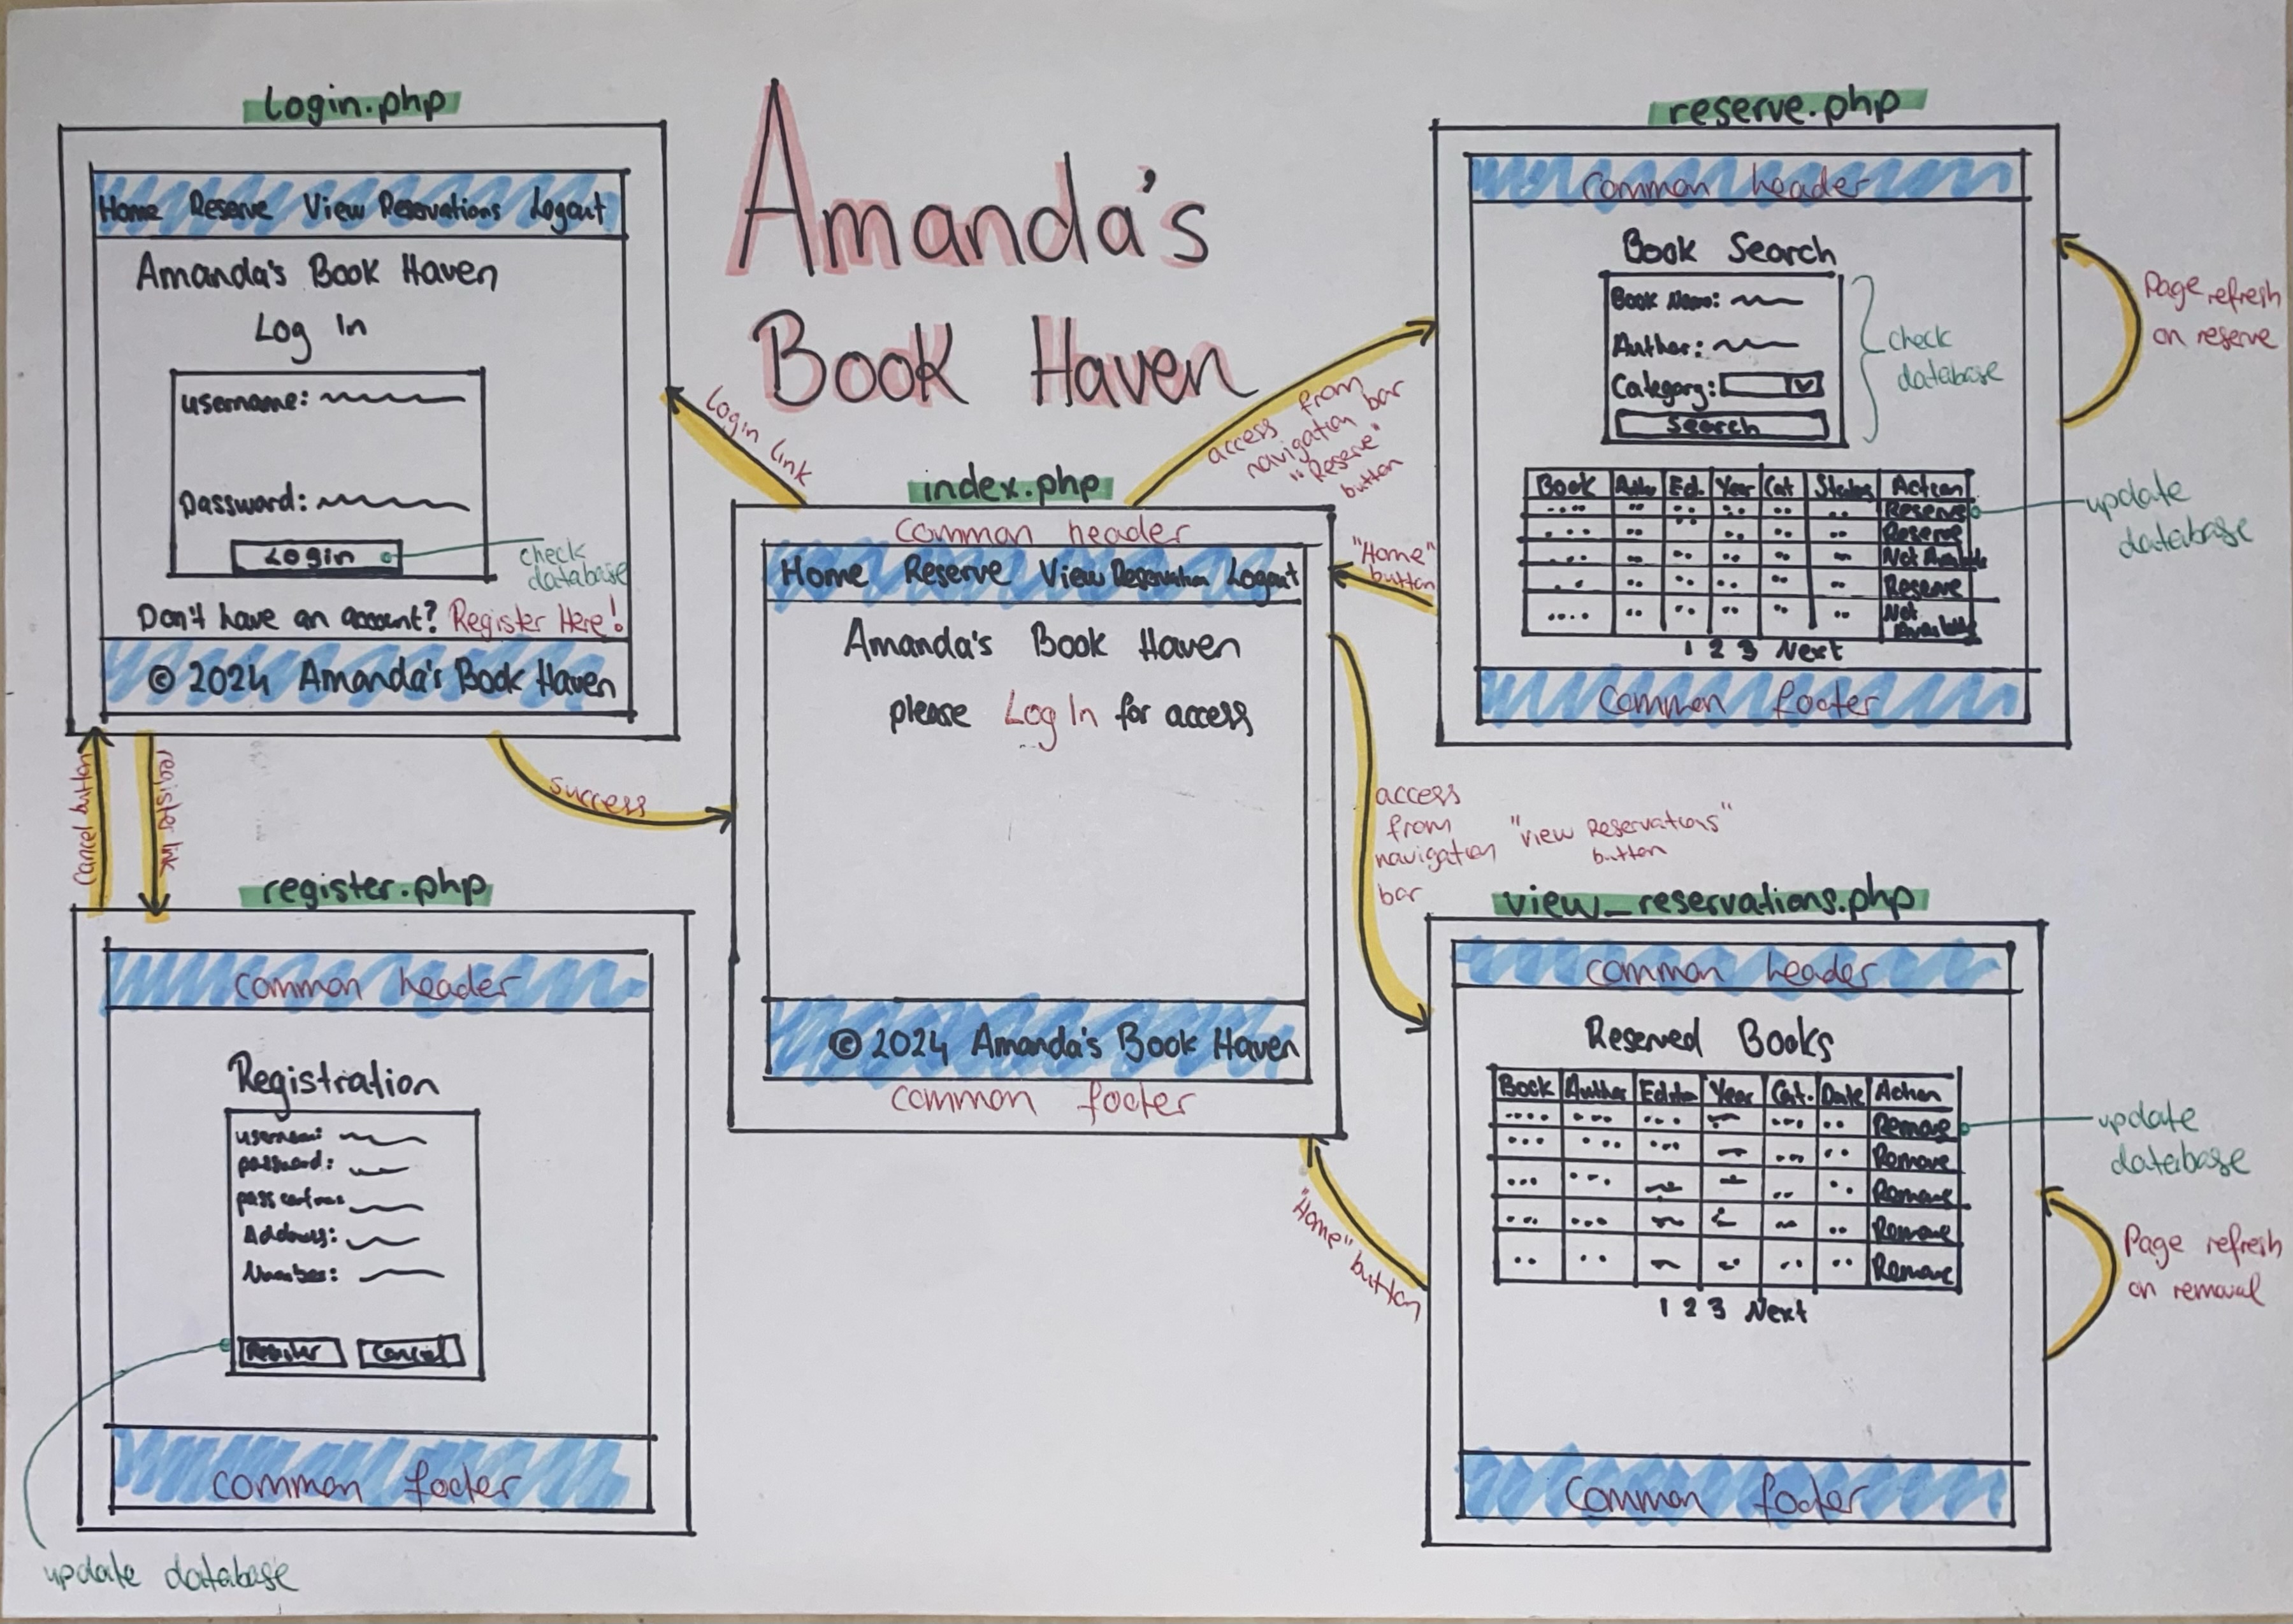 Amanda's
Book Haven
login.php
Home Reserve View Reservations Logout
Amanda's Book Haven
Log In
username:
Password:
Login
check
database
Don't have an account? Register Here!
© 2024 Amanda's Book Haven
Cancel button
register link
success
login link
register.php
common header
Registration
username:
password:
Address:
Number:
Register Cancel
common footer
update database
index.php
common header
Home Reserve View Reservation Logout
Amanda's Book Haven
please Log In for access
© 2024 Amanda's Book Haven
common footer
access from
navigation bar
"Reserve"
button
"Home"
button
access
from
navigation
bar
"view Reservations"
button
"Home" button
reserve.php
common header
Book Search
Book Name:
Author:
Category:
Search
check
database
Book Ed. Year Cat Status Action
Reserve
Reserve
Not Available
Reserve
Not
Available
1 2 3 Next
common footer
Page refresh
on reserve
update
database
view_reservations.php
common header
Reserved Books
Book Author Year Cat. Date Action
Remove
Remove
Remove
Remove
Remove
1 2 3 Next
common footer
update
database
Page refresh
on removal